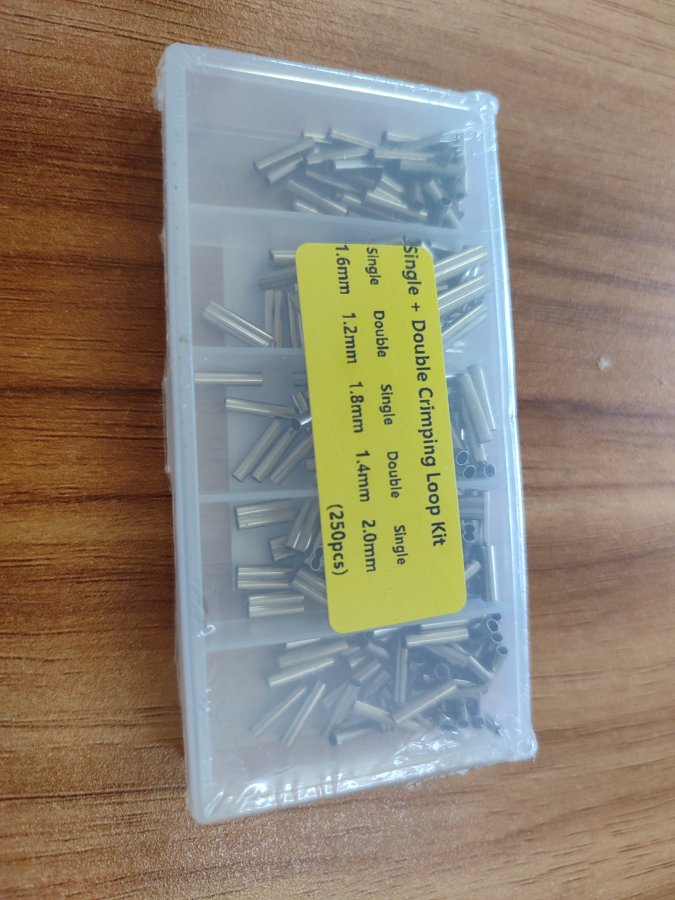 Single + Double Crimping Loop Kit
Single Double Single Double Single
1.6mm 1.2mm 1.8mm 1.4mm 2.0mm
(250pcs)